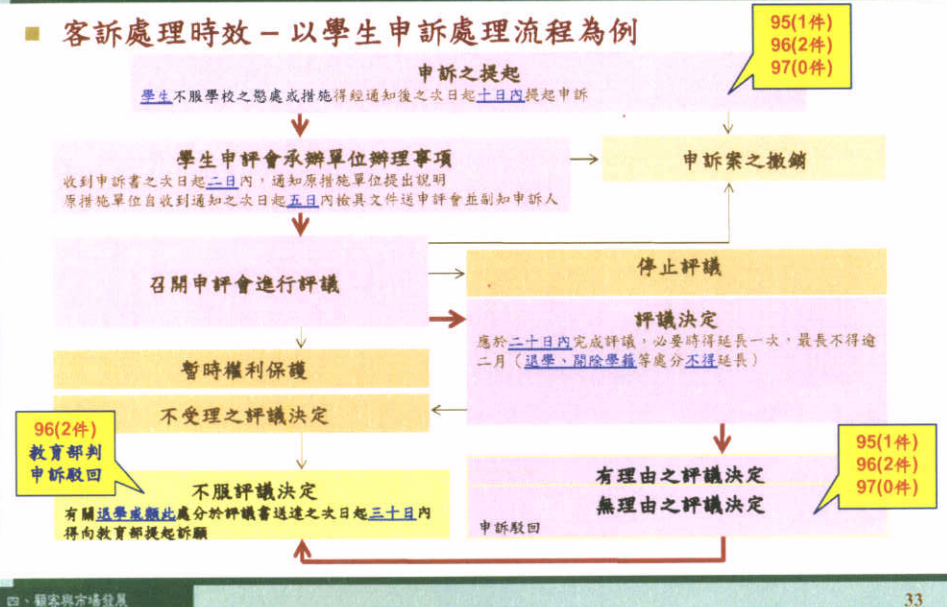 客訴處理時效 – 以學生申訴處理流程為例
95(1件)
96(2件)
97(0件)
申訴之提起
學生不服學校之懲處或措施得經通知後之次日起十日內提起申訴
學生申評會承辦單位辦理事項
收到申訴書之次日起二日內，通知原措施單位提出說明
原措施單位自收到通知之次日起五日內檢具文件送申評會並副知申訴人
申訴案之撤銷
召開申評會進行評議
停止評議
評議決定
應於二十日內完成評議，必要時得延長一次，最長不得逾
二月（退學、開除學籍等處分不得延長）
暫時權利保護
不受理之評議決定
96(2件)
教育部判
申訴駁回
不服評議決定
有關退學或類此處分於評議書送達之次日起三十日內
得向教育部提起訴願
有理由之評議決定
無理由之評議決定
申訴駁回
95(1件)
96(2件)
97(0件)
四、顧客與市場發展
33